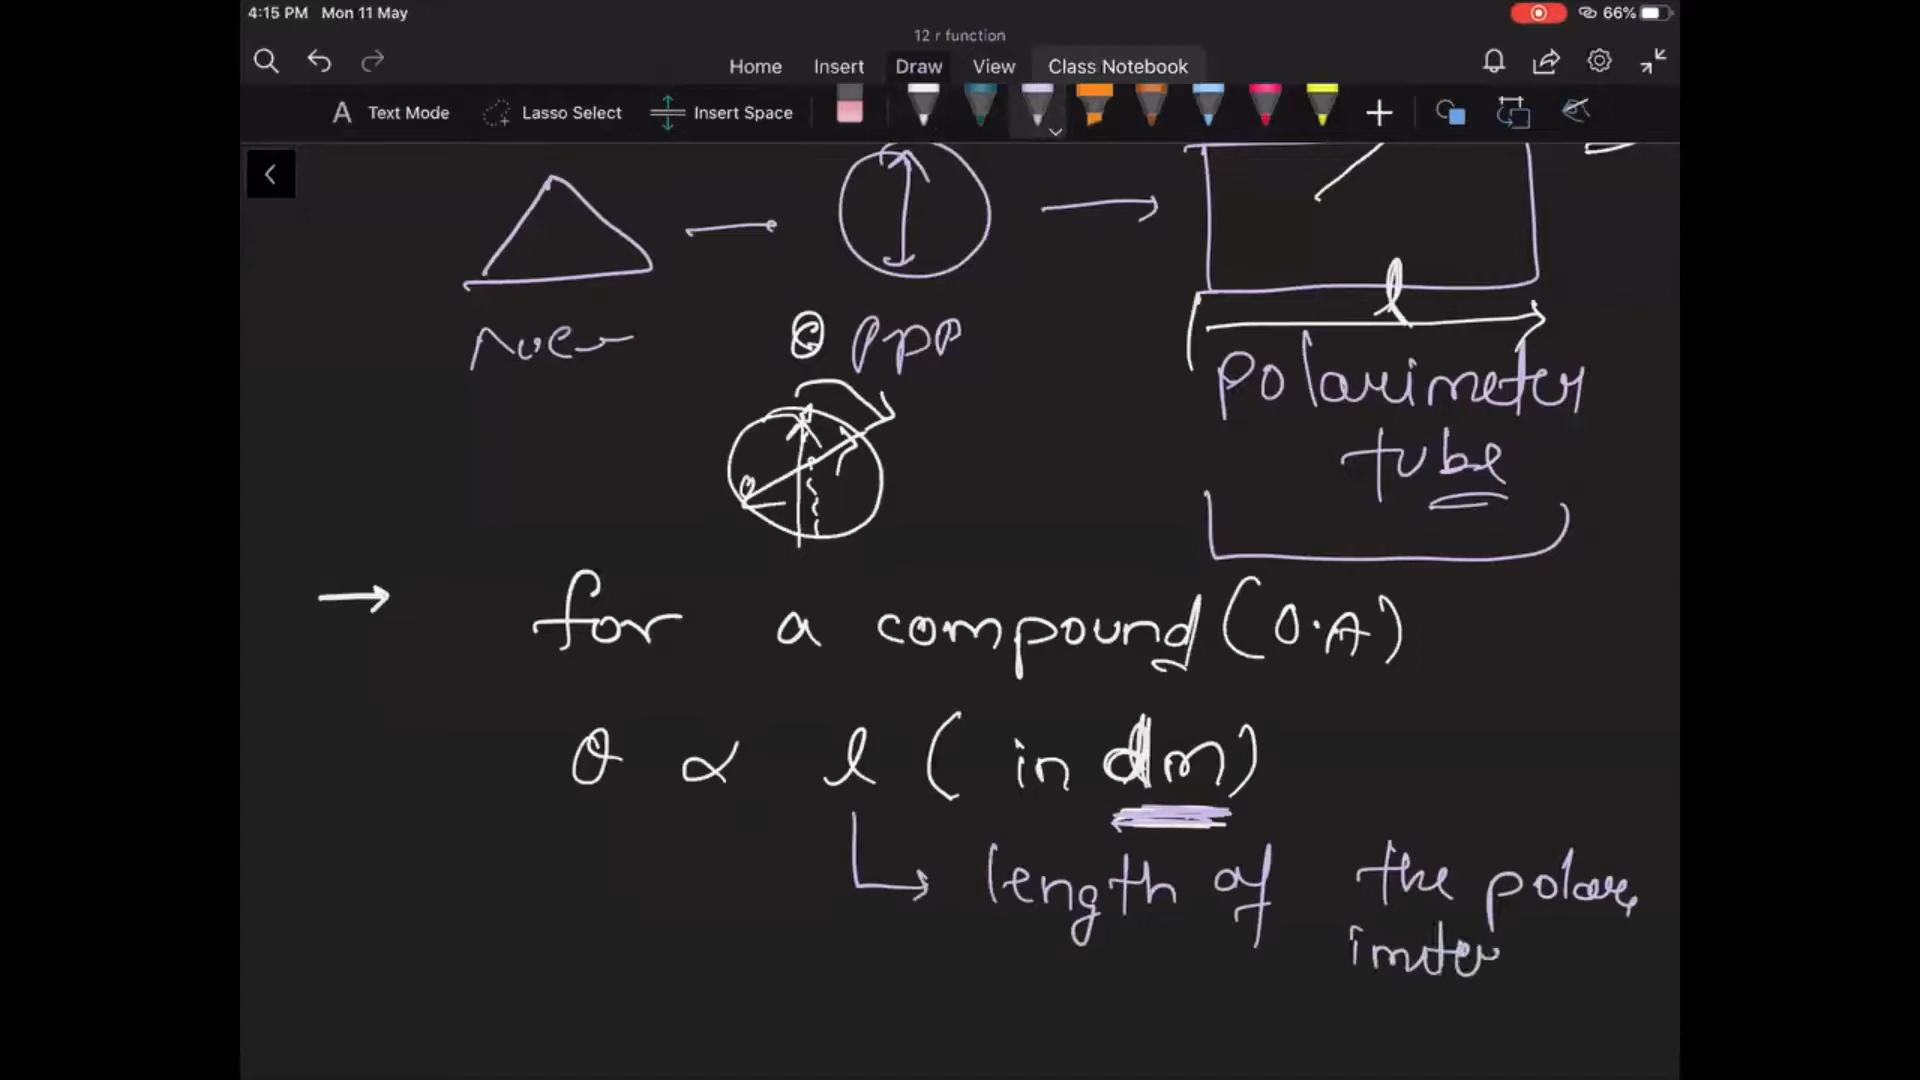 4:15 PM Mon 11 May
66%
12 r function
Home Insert Draw View Class Notebook
Text Mode Lasso Select Insert Space
l
PPP
polarimeter
tube
→ for a compound (O.A)
θ ∝ l (in dm)
length of the polar
imeter